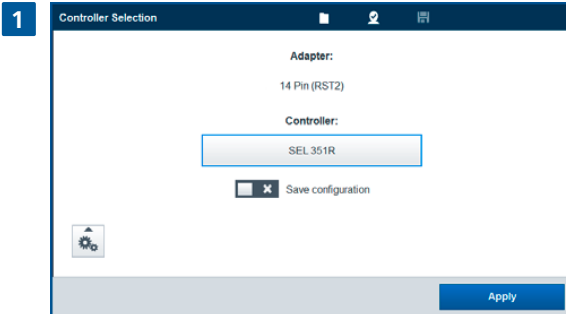 1
Controller Selection
Adapter:
14 Pin (RST2)
Controller:
SEL 351R
Save configuration
Apply